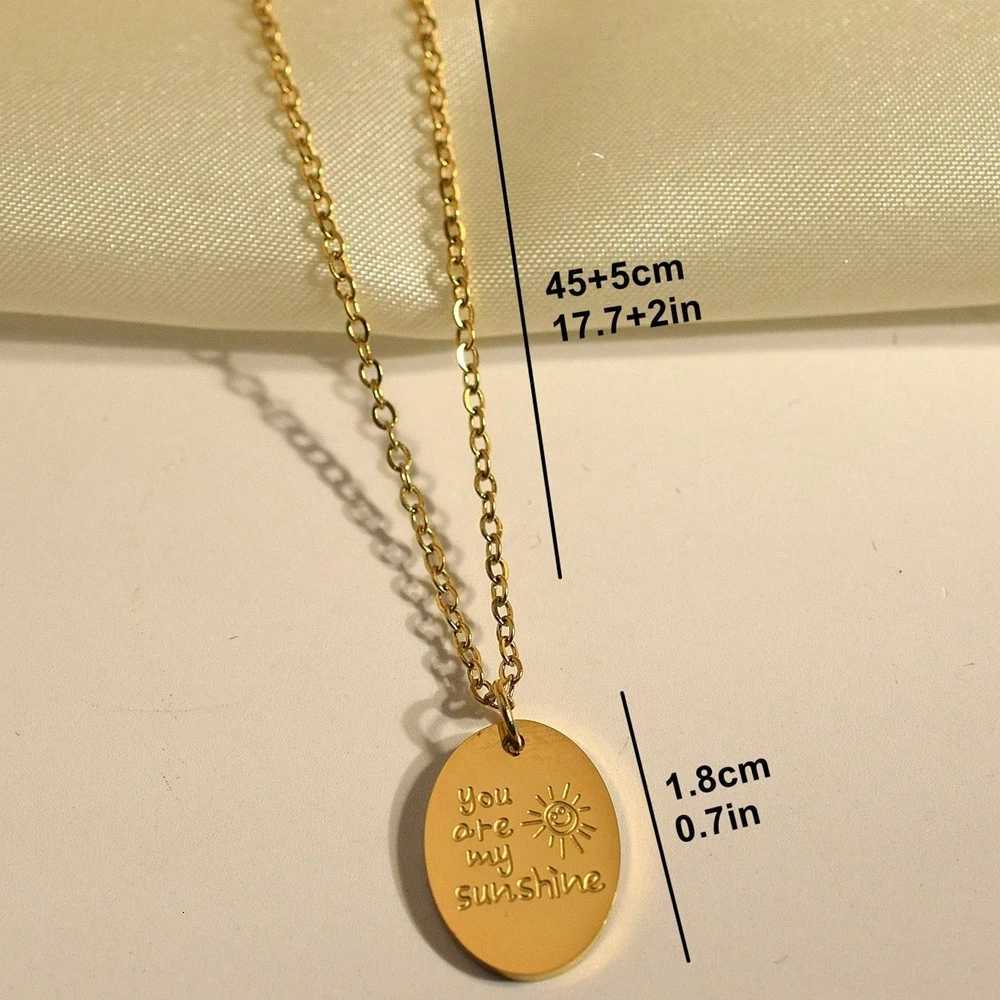 45+5cm
17.7+2in
1.8cm
0.7in
you
are
my
sunshine